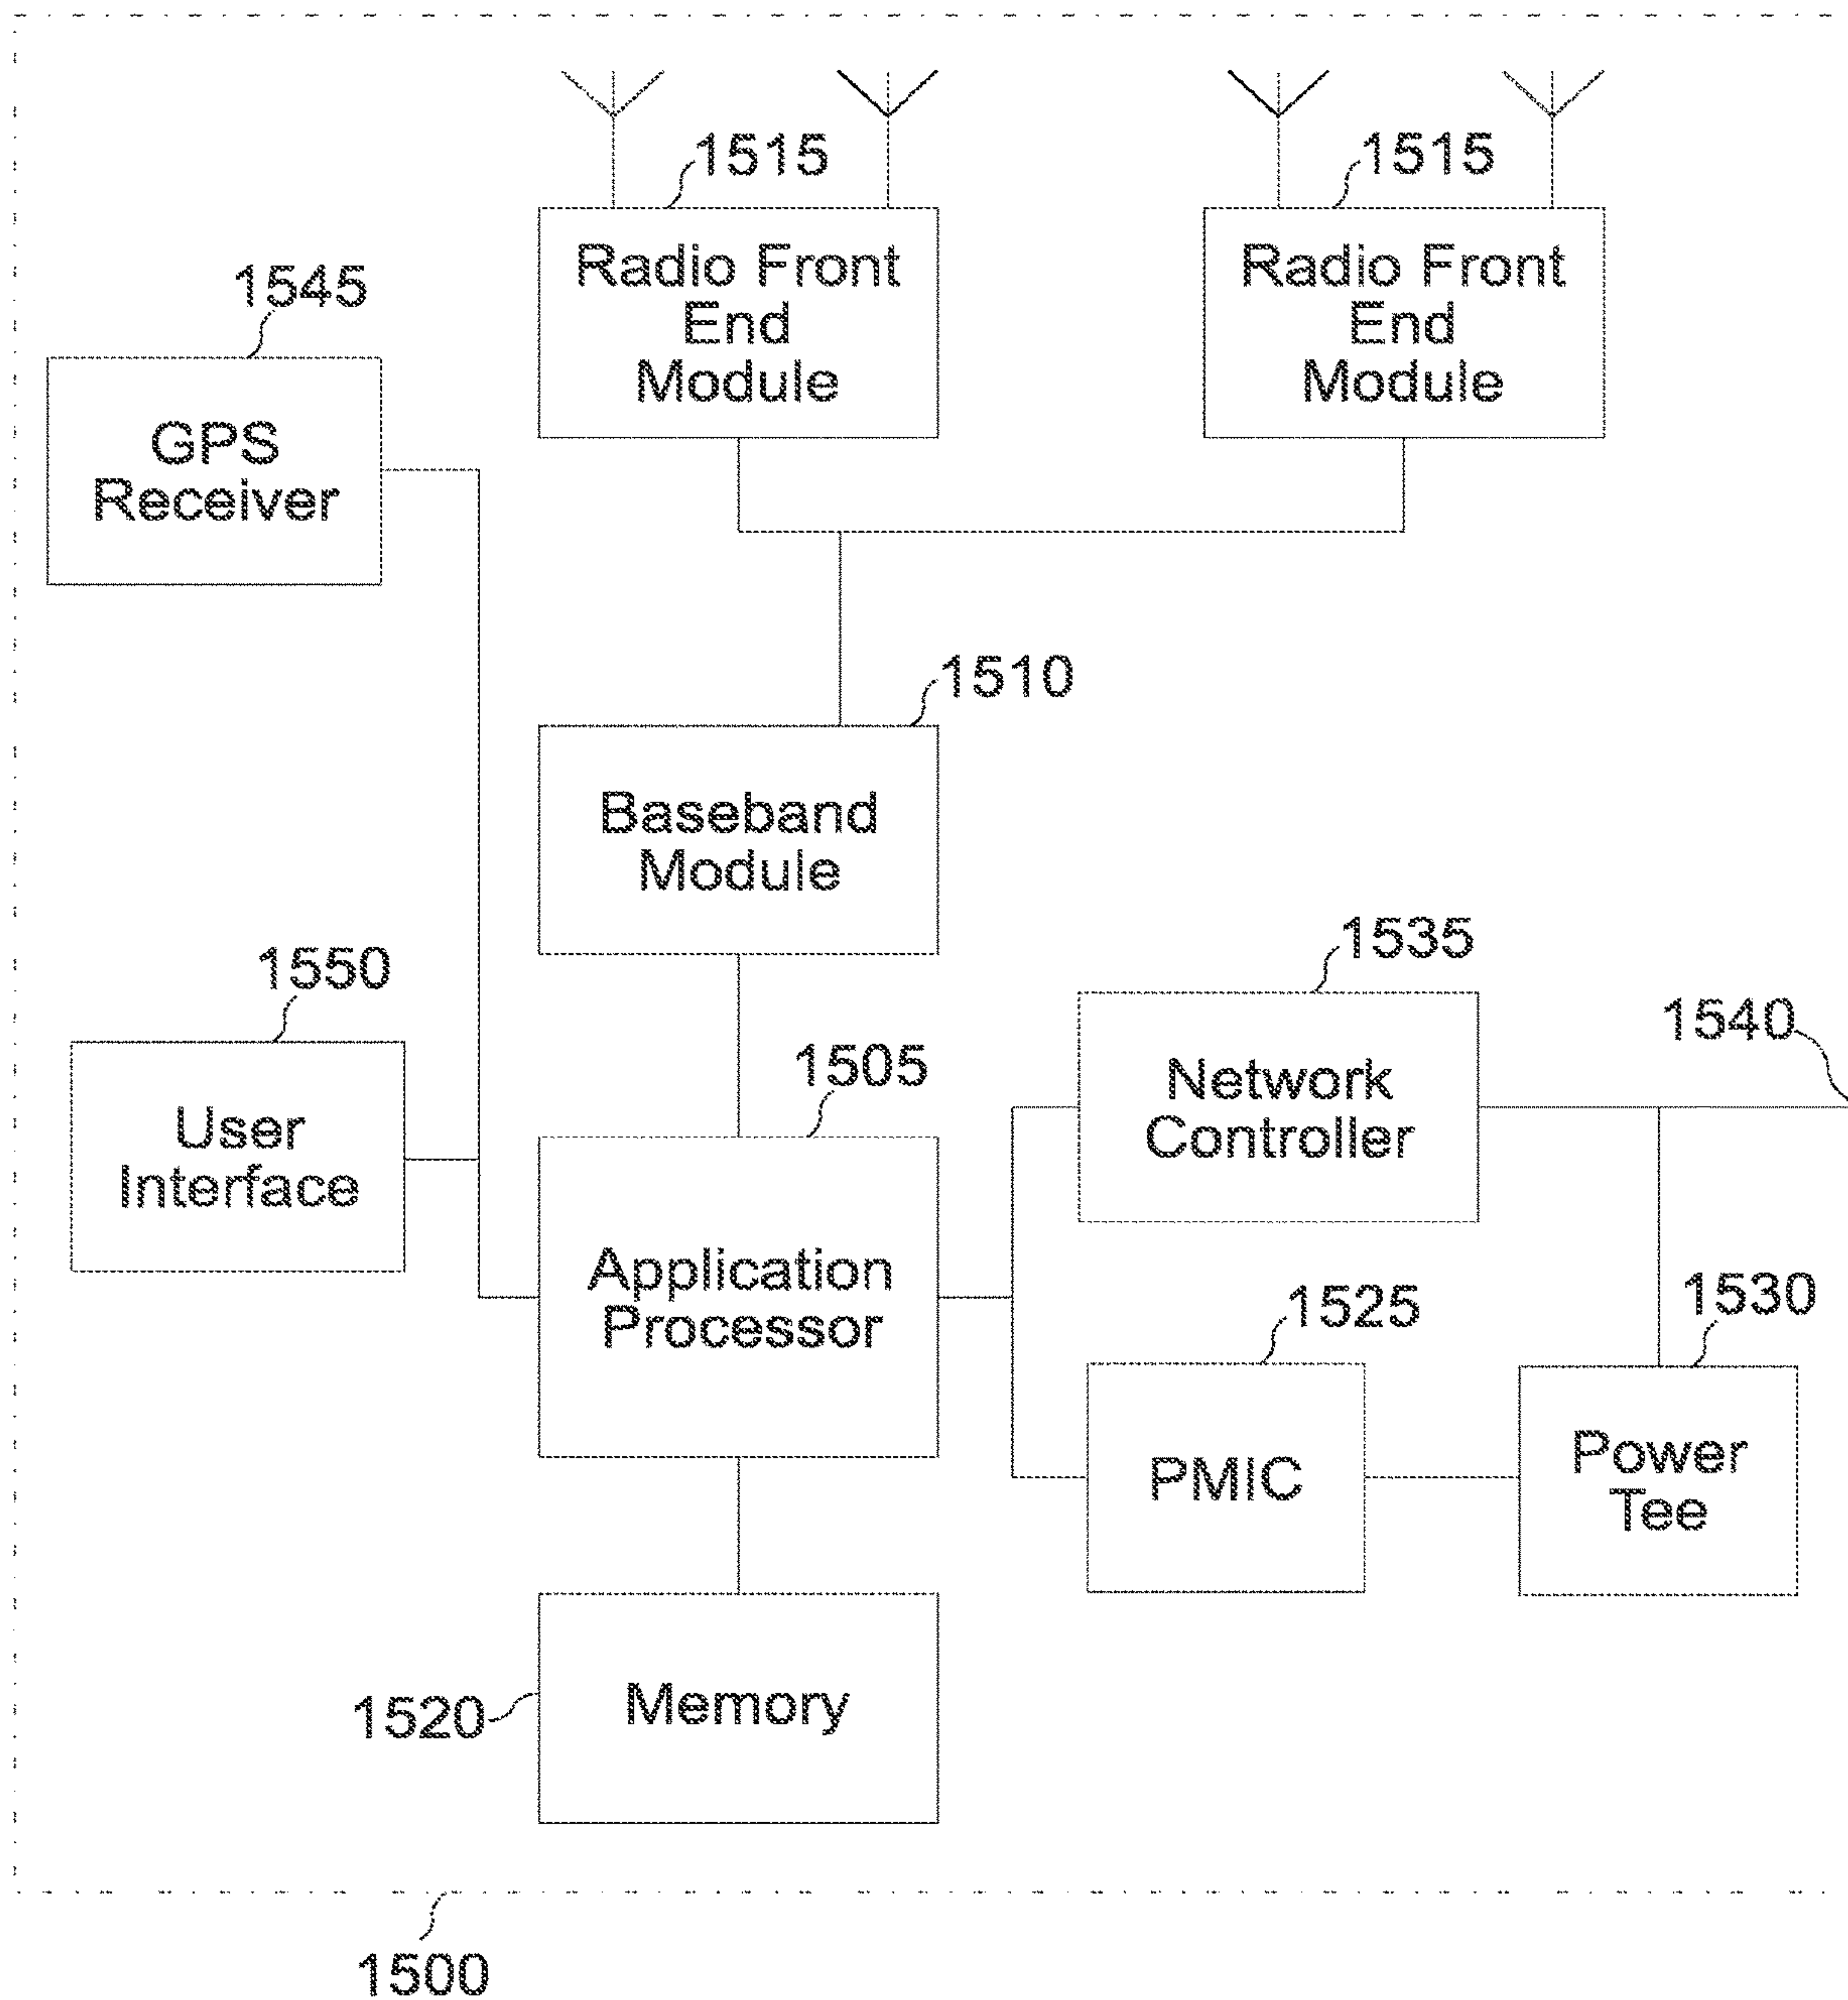 1515
1515
Radio Front
End
Module
Radio Front
End
Module
1545
GPS
Receiver
1510
Baseband
Module
1535
1550
1540
1505
Network
Controller
User
Interface
Application
Processor
1525
1530
PMIC
Power
Tee
Memory
1520
1500